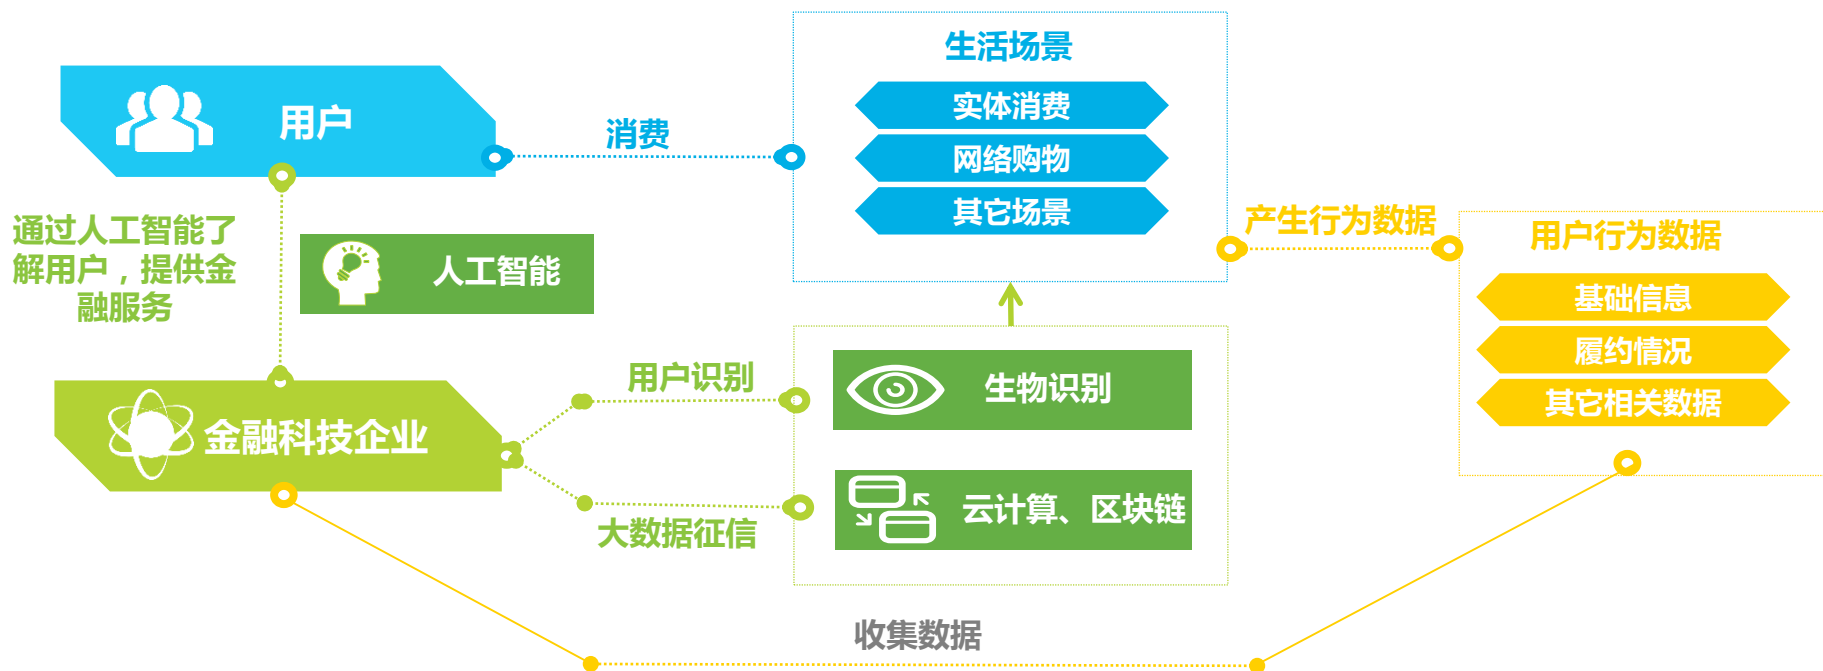 生活场景
用户
实体消费
消费
网络购物
其它场景
通过人工智能了
解用户，提供金
融服务
人工智能
产生行为数据
用户行为数据
基础信息
履约情况
其它相关数据
用户识别
生物识别
金融科技企业
云计算、区块链
大数据征信
收集数据